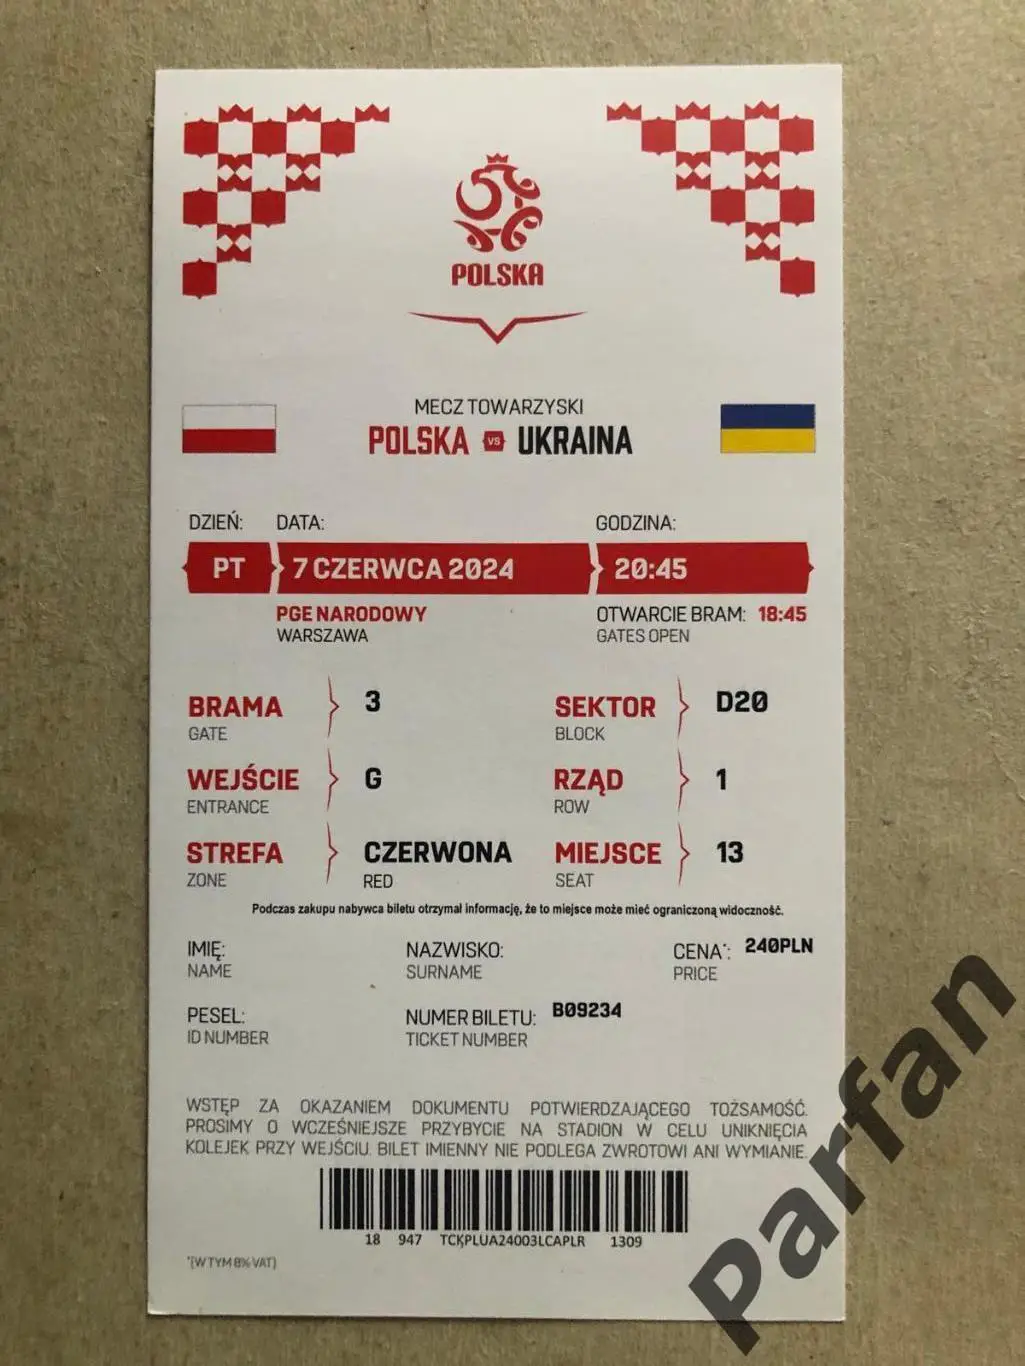 POLSKA
MECZ TOWARZYSKI
POLSKA VS UKRAINA
DZIEŃ: DATA: GODZINA:
PT 7 CZERWCA 2024 20:45
PGE NARODOWY OTWARCIE BRAM: 18:45
WARSZAWA GATES OPEN
BRAMA 3 SEKTOR D20
GATE BLOCK
WEJŚCIE G RZĄD 1
ENTRANCE ROW
STREFA CZERWONA MIEJSCE 13
ZONE RED SEAT
Podczas zakupu nabywca biletu otrzymał informację, że to miejsce może mieć ograniczoną widoczność.
IMIĘ: NAZWISKO: CENA*: 240PLN
NAME SURNAME PRICE
PESEL: NUMER BILETU: B09234
ID NUMBER TICKET NUMBER
WSTĘP ZA OKAZANIEM DOKUMENTU POTWIERDZAJĄCEGO TOŻSAMOŚĆ.
PROSIMY O WCZEŚNIEJSZE PRZYBYCIE NA STADION W CELU UNIKNIĘCIA
KOLEJEK PRZY WEJŚCIU. BILET IMIENNY NIE PODLEGA ZWROTOWI ANI WYMIANIE.
18 947 TCKPLUA24003LCAPLR 1309
*(W TYM 8% VAT)
Parfan